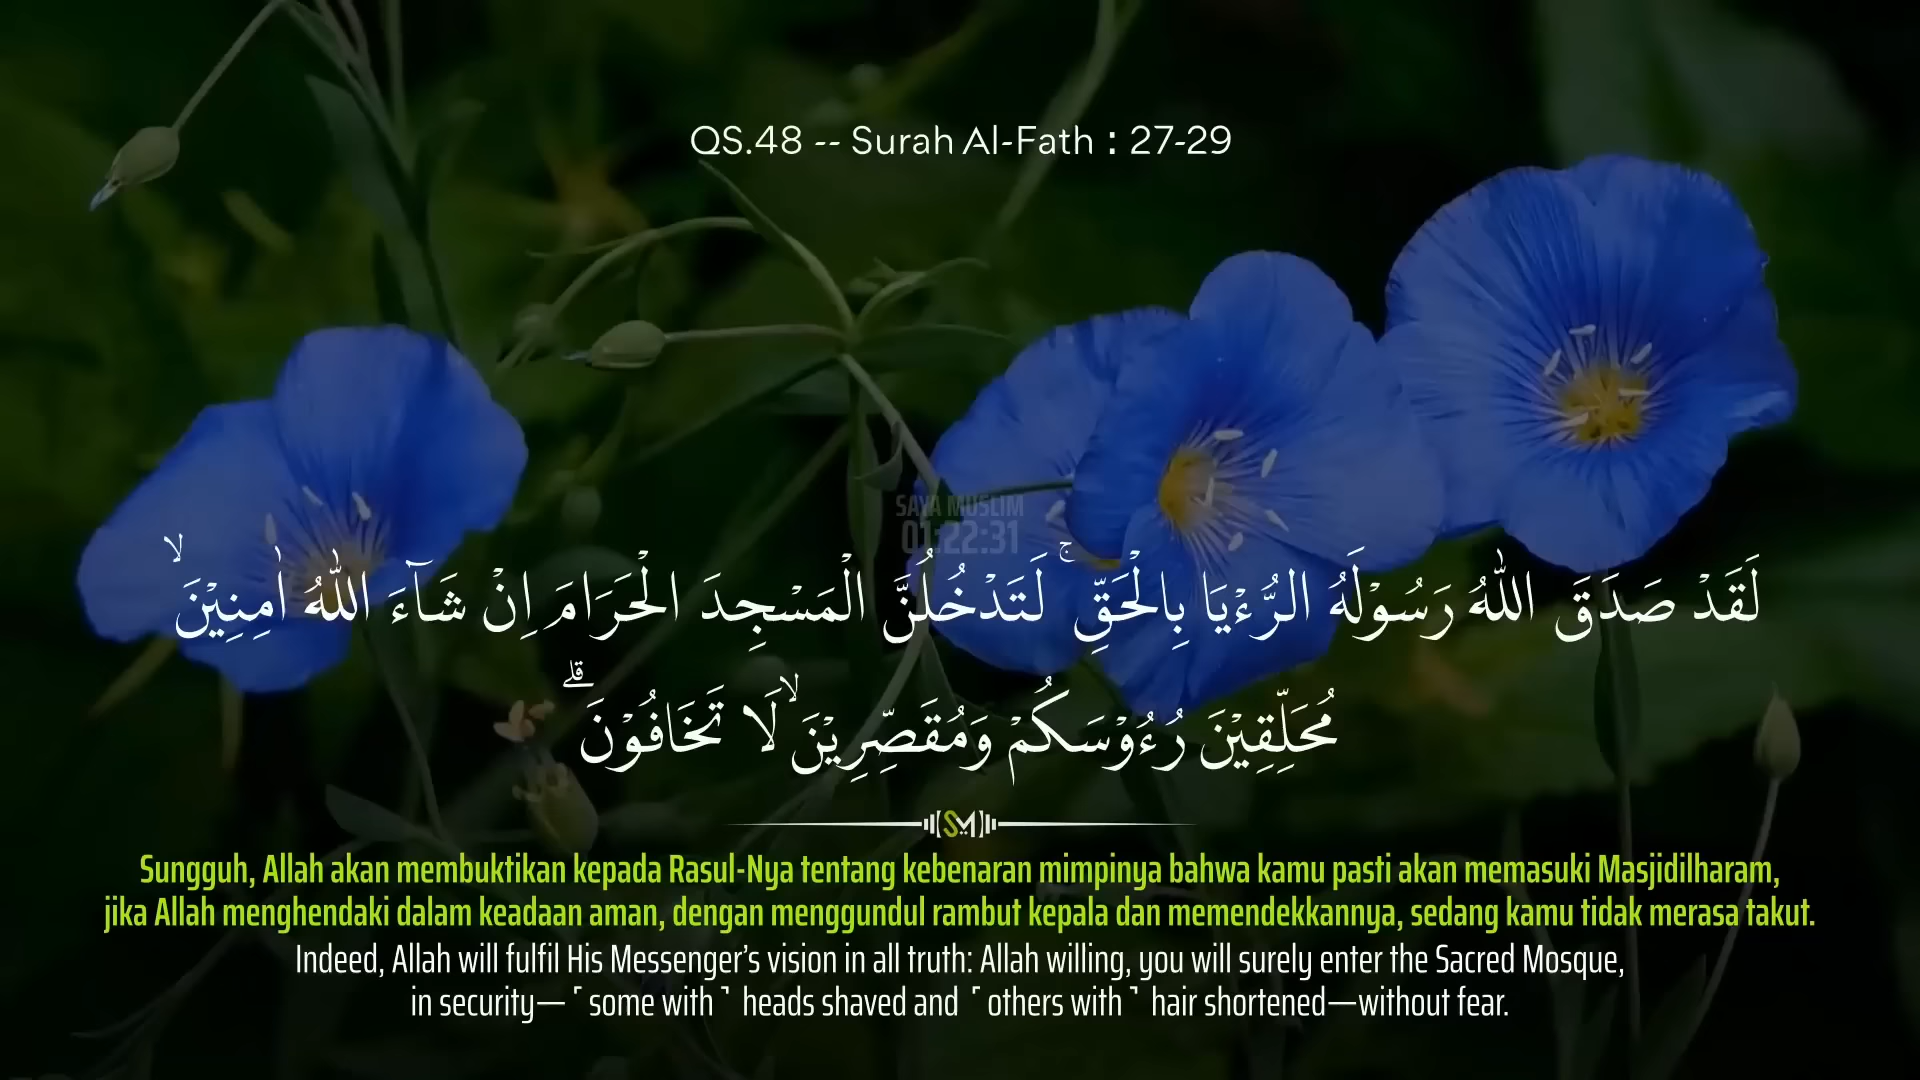 QS.48 -- Surah Al-Fath : 27-29
SAYA MUSLIM
01:22:31
لَقَدْ صَدَقَ اللّٰهُ رَسُوْلَهُ الرُّءْيَا بِالْحَقِّ ۚ لَتَدْخُلُنَّ الْمَسْجِدَ الْحَرَامَ اِنْ شَاۤءَ اللّٰهُ اٰمِنِيْنَ ۙ
مُحَلِّقِيْنَ رُءُوْسَكُمْ وَمُقَصِّرِيْنَ ۙ لَا تَخَافُوْنَ ۗ
SM
Sungguh, Allah akan membuktikan kepada Rasul-Nya tentang kebenaran mimpinya bahwa kamu pasti akan memasuki Masjidilharam,
jika Allah menghendaki dalam keadaan aman, dengan menggundul rambut kepala dan memendekkannya, sedang kamu tidak merasa takut.
Indeed, Allah will fulfil His Messenger’s vision in all truth: Allah willing, you will surely enter the Sacred Mosque,
in security—⸢some with⸣ heads shaved and ⸢others with⸣ hair shortened—without fear.